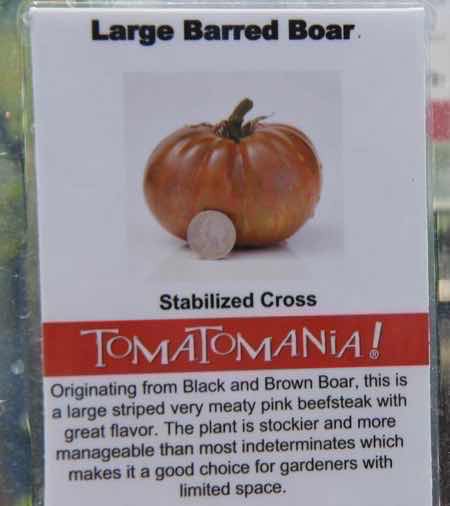 Large Barred Boar.
Stabilized Cross
TOMATOMANiA!®
Originating from Black and Brown Boar, this is
a large striped very meaty pink beefsteak with
great flavor. The plant is stockier and more
manageable than most indeterminates which
makes it a good choice for gardeners with
limited space.